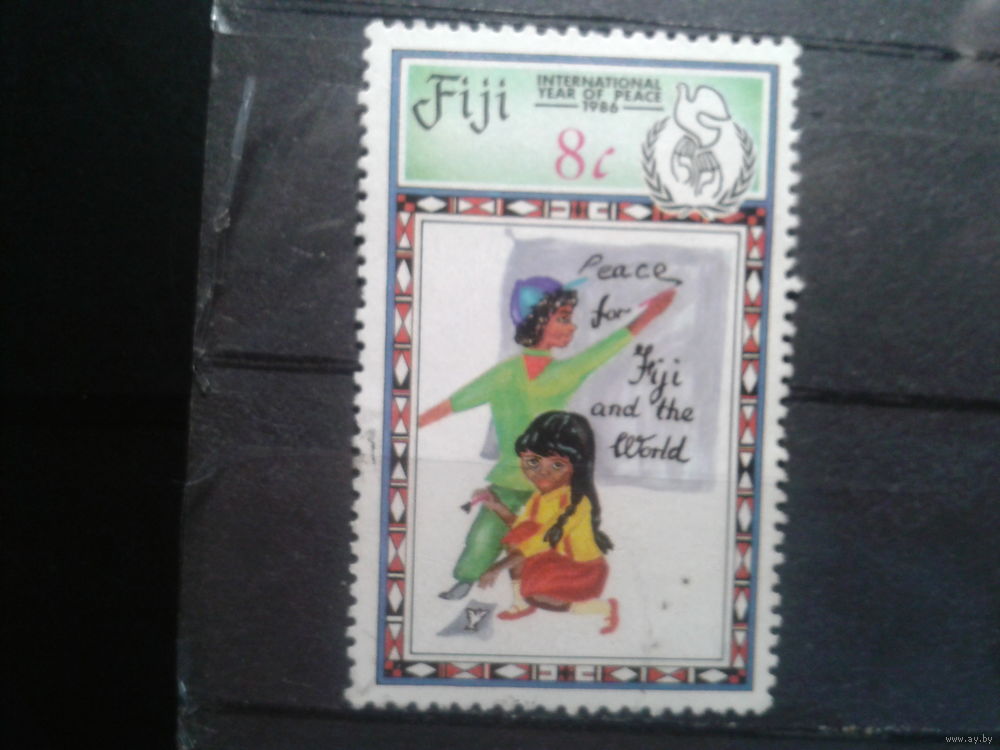 Fiji
INTERNATIONAL
YEAR OF PEACE
1986
8c
Peace
for
Fiji
and the
World
www.ay.by